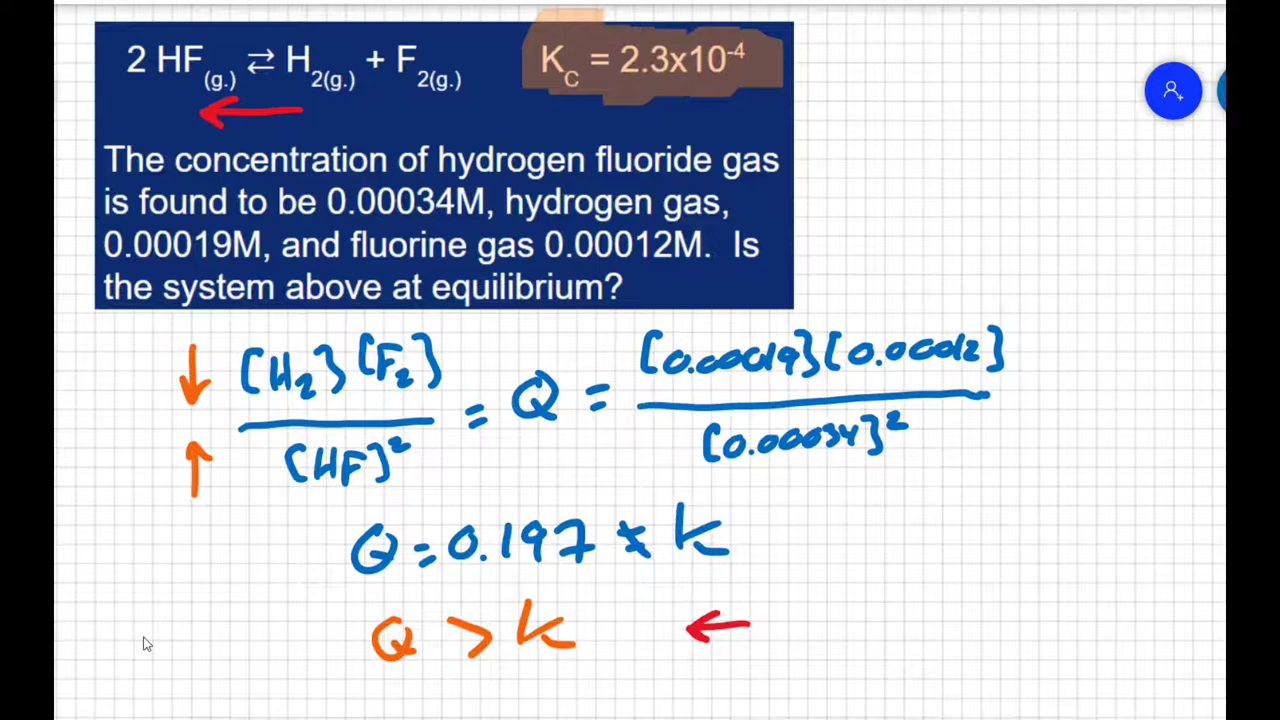 2 HF(g.) ⇄ H2(g.) + F2(g.) KC = 2.3x10-4
The concentration of hydrogen fluoride gas
is found to be 0.00034M, hydrogen gas,
0.00019M, and fluorine gas 0.00012M. Is
the system above at equilibrium?
[H2][F2] / [HF]² = Q = [0.00019][0.00012] / [0.00034]²
Q = 0.197 ≠ K
Q > K